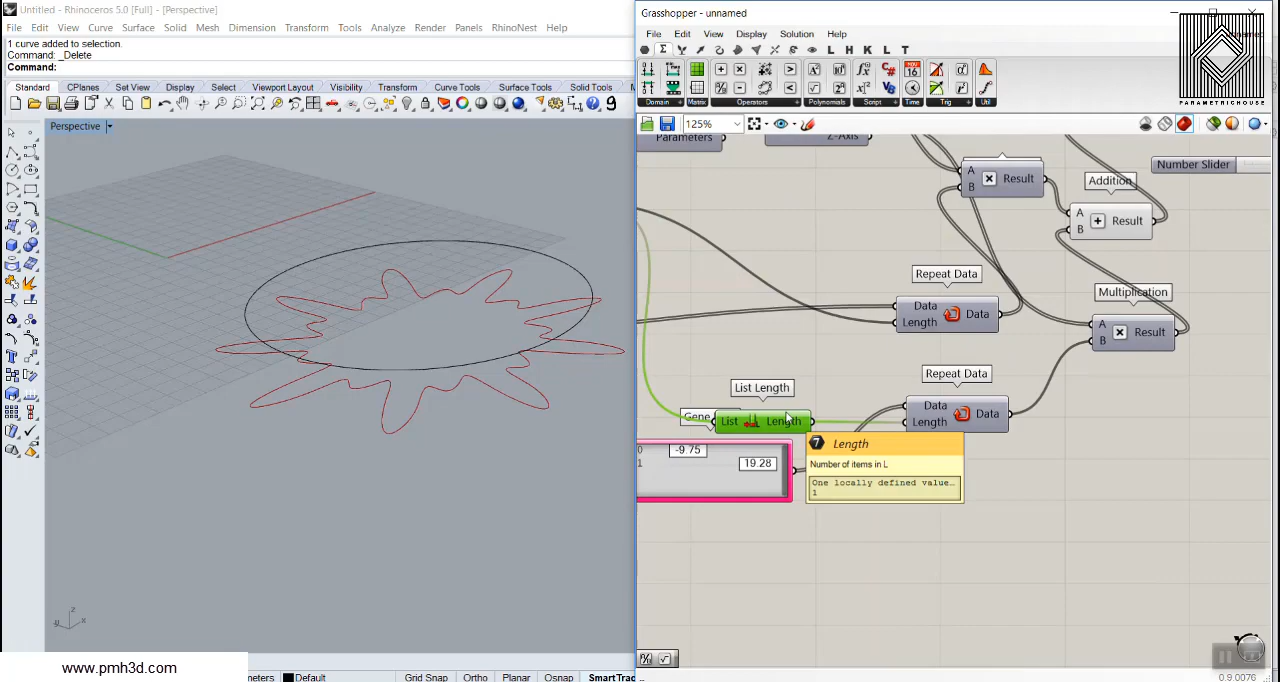 Untitled - Rhinoceros 5.0 [Full] - [Perspective]
File Edit View Curve Surface Solid Mesh Dimension Transform Tools Analyze Render Panels RhinoNest Help
1 curve added to selection.
Command: _Delete
Command:
Standard CPlanes Set View Display Select Viewport Layout Visibility Transform Curve Tools Surface Tools Solid Tools
Perspective
z
x
www.pmh3d.com
Default
Grid Snap Ortho Planar Osnap SmartTrac
Grasshopper - unnamed
File Edit View Display Solution Help
L H K L T
Domain Matrix Operators Polynomials Script Time Trig Util
PARAMETRICHOUSE
125%
Parameters
Z-Axis
A
B
Result
Number Slider
Addition
A
B
Result
Repeat Data
Data
Length
Data
Multiplication
A
B
Result
List Length
Gene
List Length
Repeat Data
Data
Length
Data
0 -9.75
1 19.28
7 Length
Number of items in L
One locally defined value...
1
0.9.0076